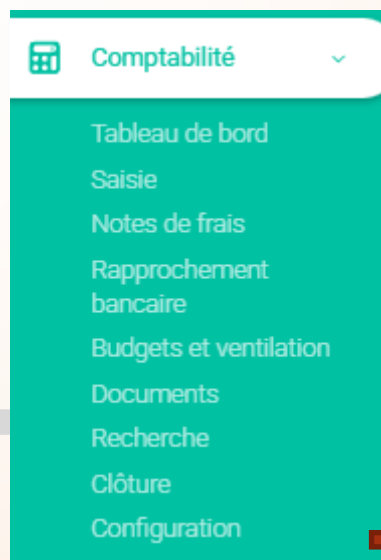 Comptabilité
Tableau de bord
Saisie
Notes de frais
Rapprochement
bancaire
Budgets et ventilation
Documents
Recherche
Clôture
Configuration